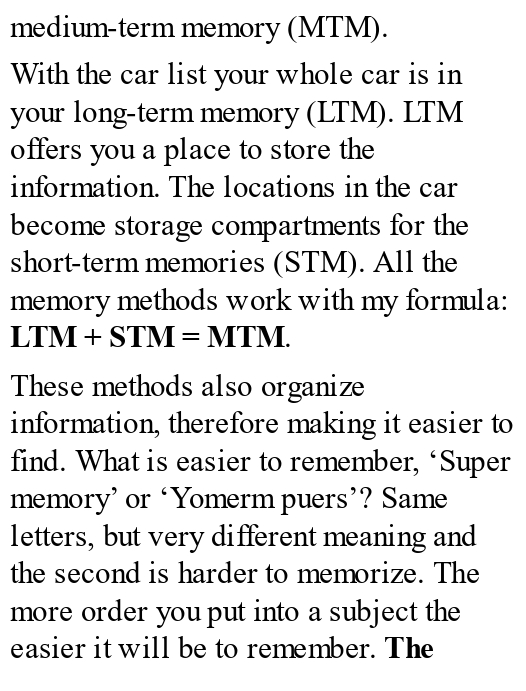 medium-term memory (MTM).
With the car list your whole car is in
your long-term memory (LTM). LTM
offers you a place to store the
information. The locations in the car
become storage compartments for the
short-term memories (STM). All the
memory methods work with my formula:
LTM + STM = MTM.
These methods also organize
information, therefore making it easier to
find. What is easier to remember, ‘Super
memory’ or ‘Yomerm puers’? Same
letters, but very different meaning and
the second is harder to memorize. The
more order you put into a subject the
easier it will be to remember. The